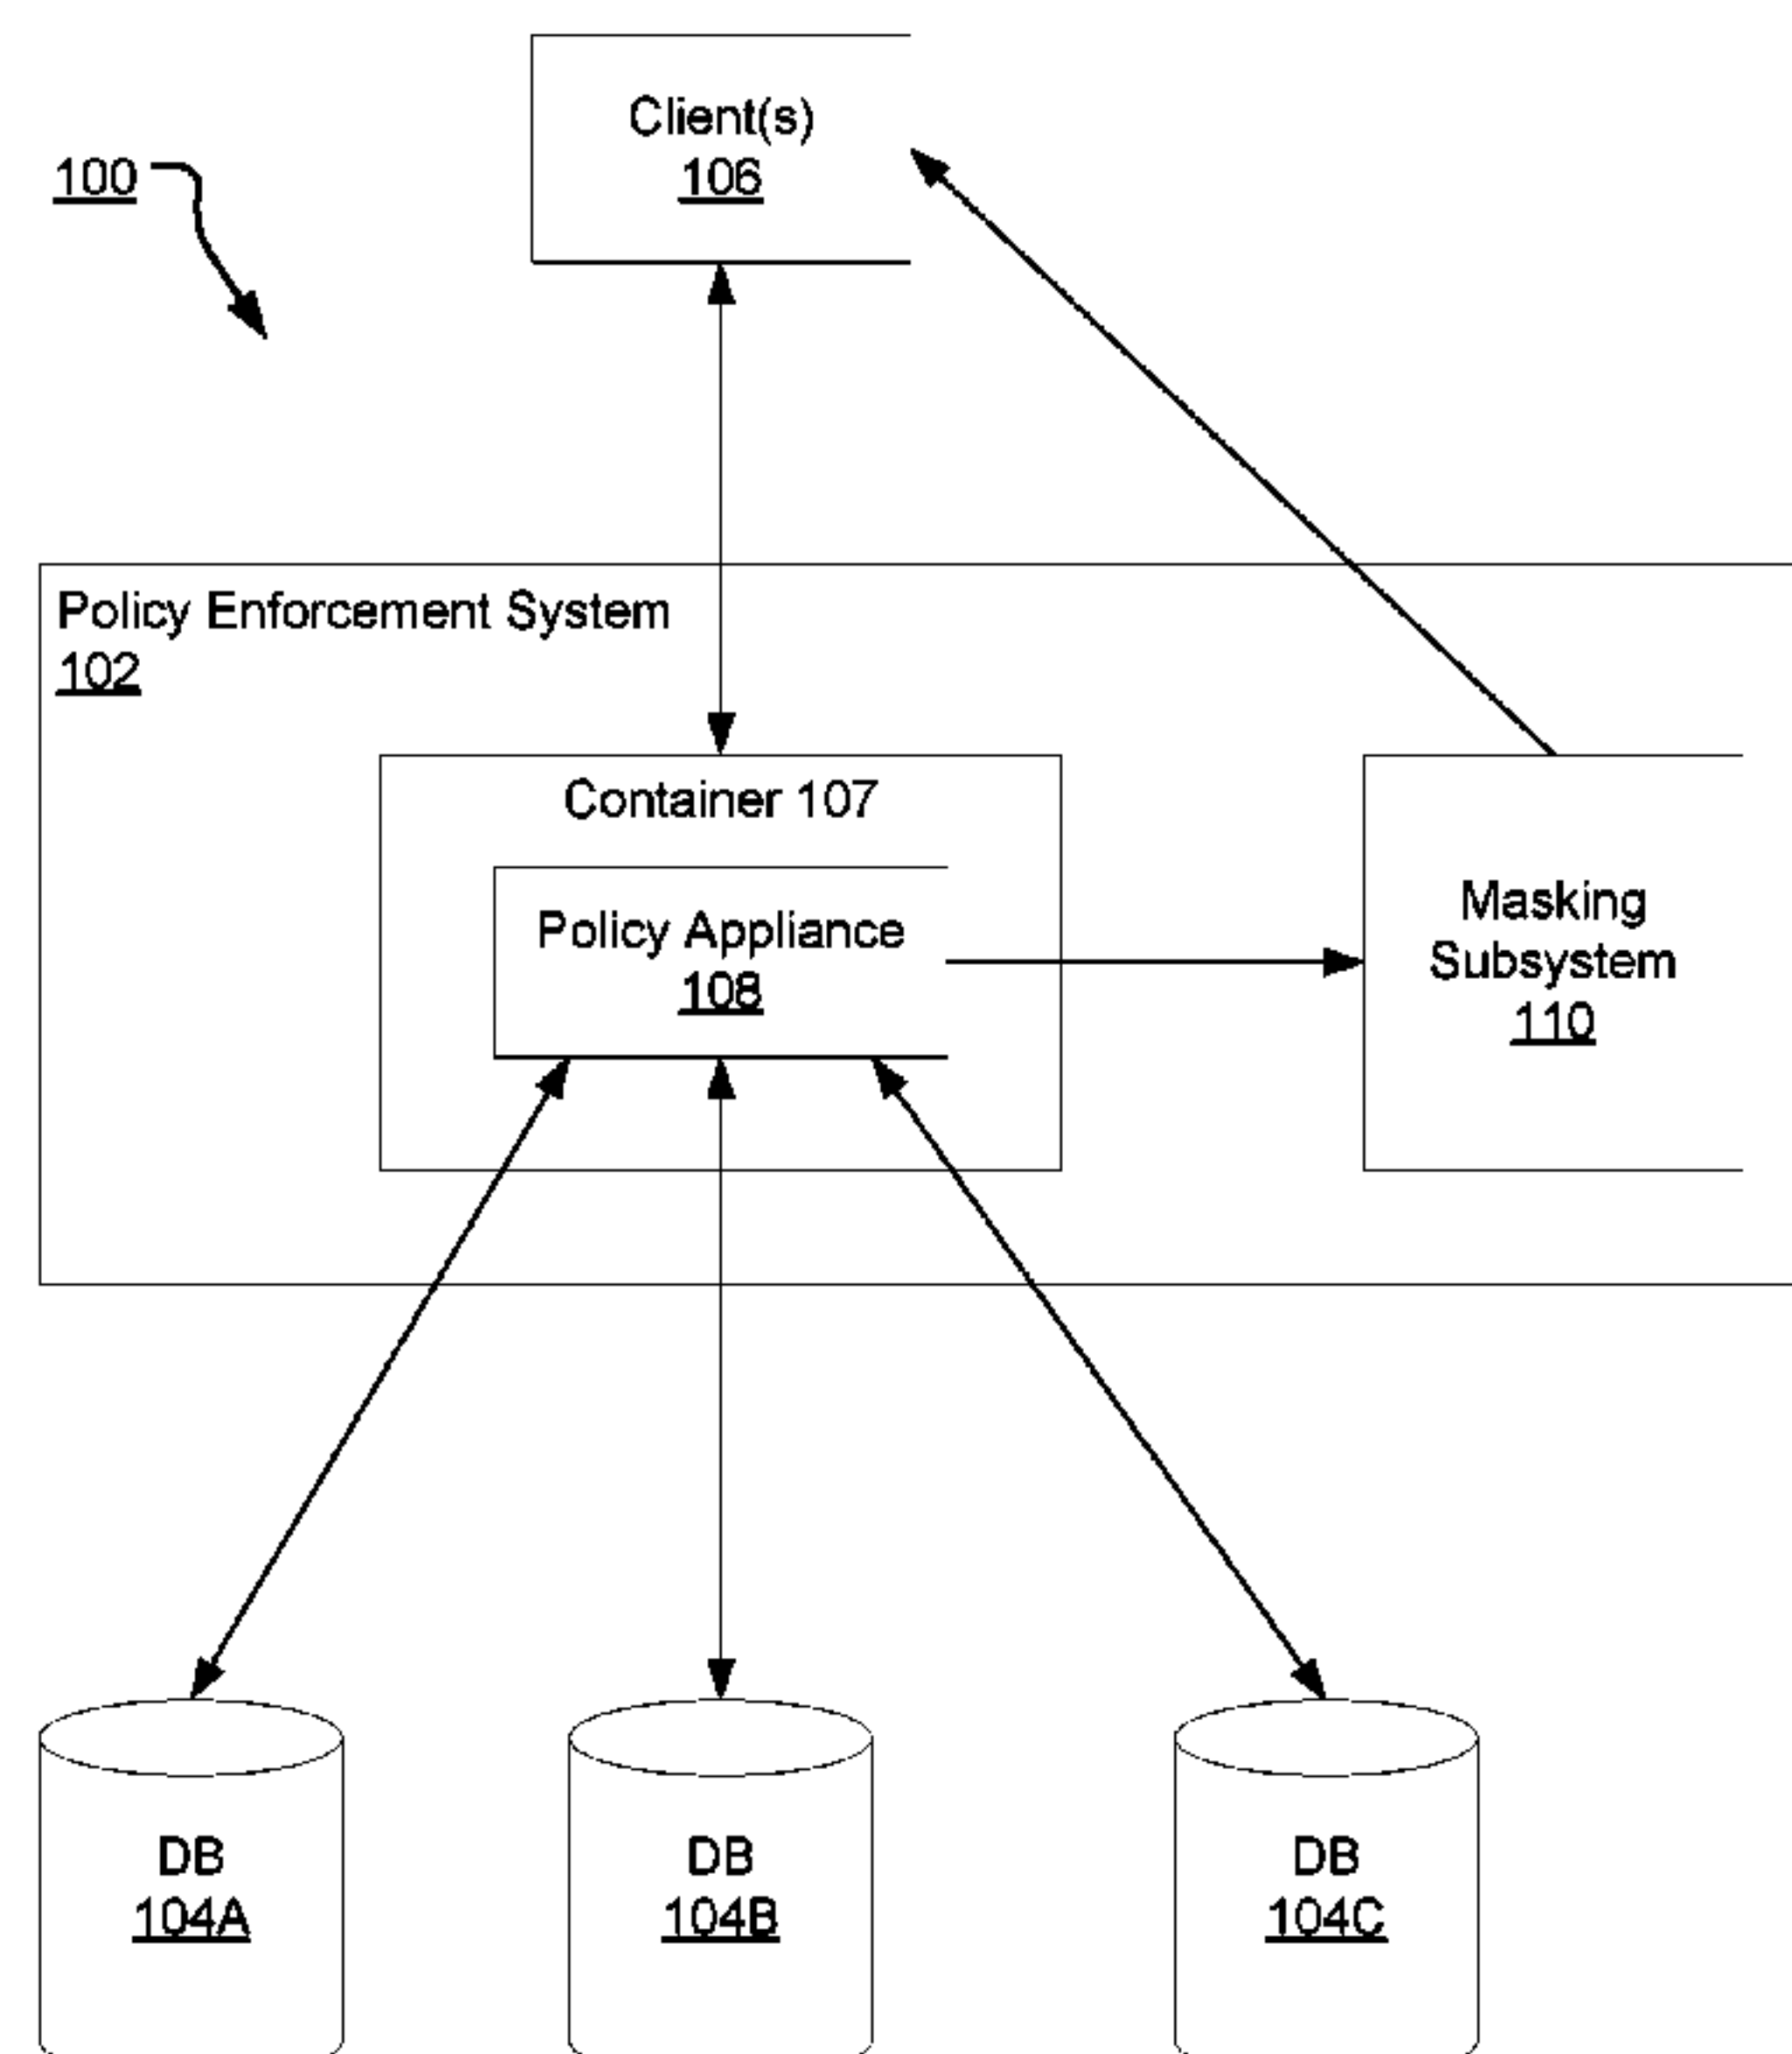 Client(s)
106
100
Policy Enforcement System
102
Container 107
Policy Appliance
108
Masking
Subsystem
110
DB
104A
DB
104B
DB
104C